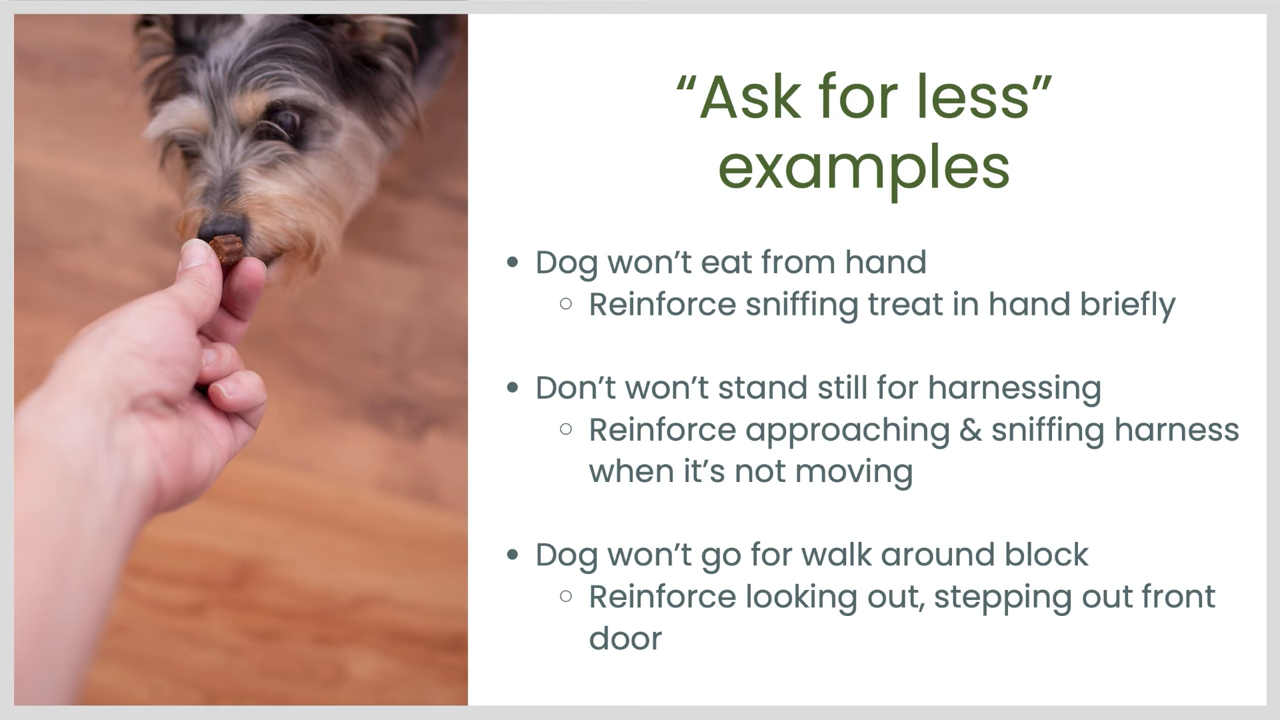 “Ask for less”
examples
• Dog won’t eat from hand
○ Reinforce sniffing treat in hand briefly
• Don’t won’t stand still for harnessing
○ Reinforce approaching & sniffing harness
when it’s not moving
• Dog won’t go for walk around block
○ Reinforce looking out, stepping out front
door